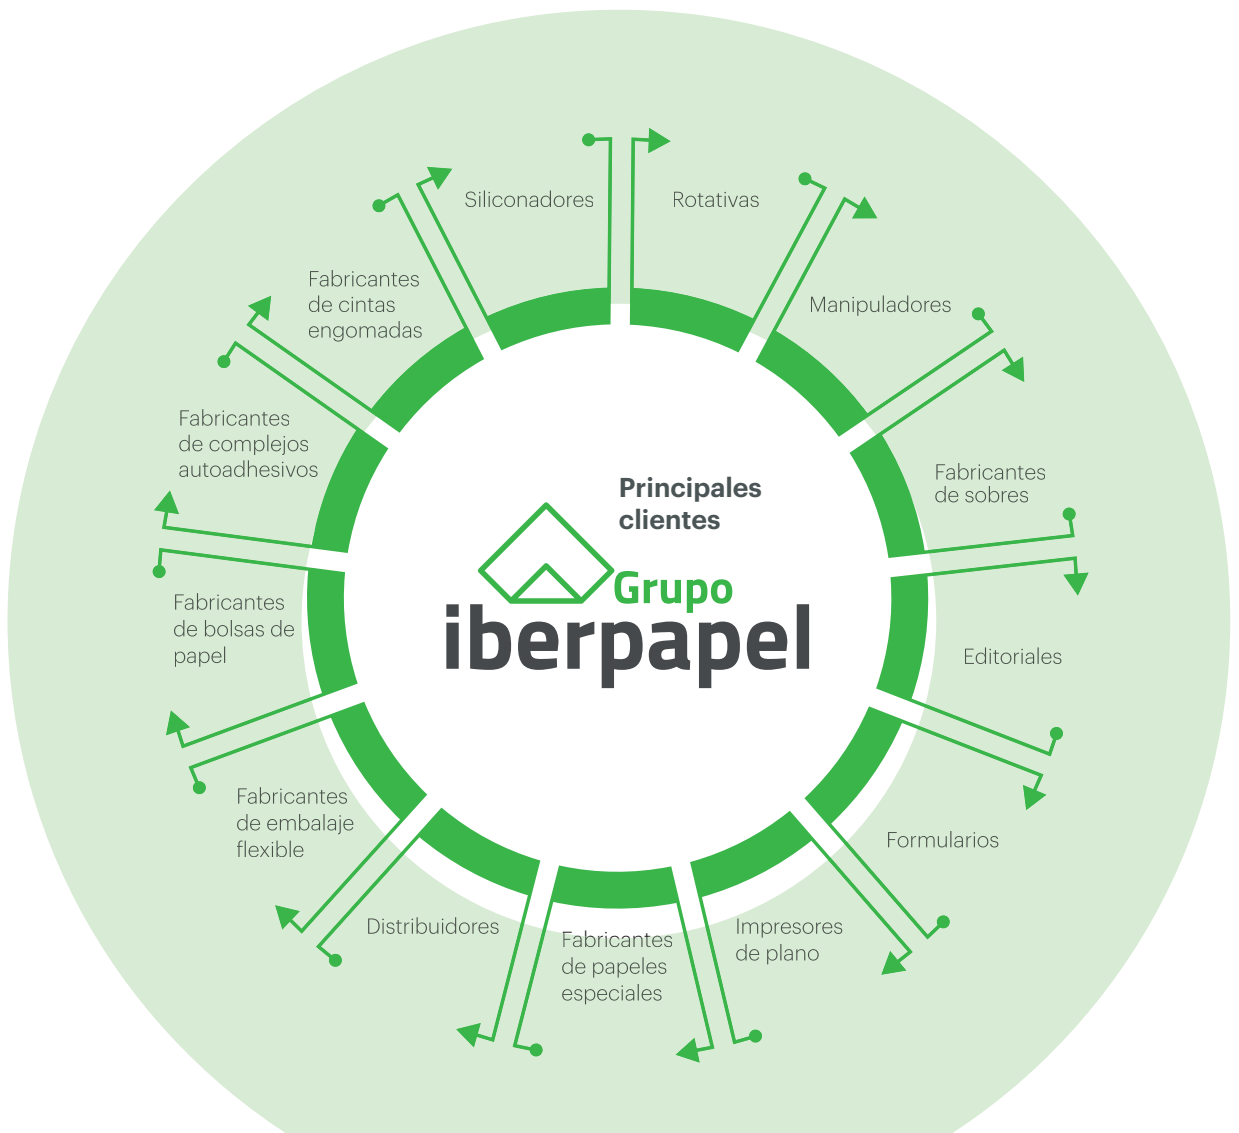 Siliconadores
Rotativas
Manipuladores
Fabricantes
de sobres
Editoriales
Formularios
Impresores
de plano
Fabricantes
de papeles
especiales
Distribuidores
Fabricantes
de embalaje
flexible
Fabricantes
de bolsas de
papel
Fabricantes
de complejos
autoadhesivos
Fabricantes
de cintas
engomadas
Principales
clientes
Grupo
iberpapel